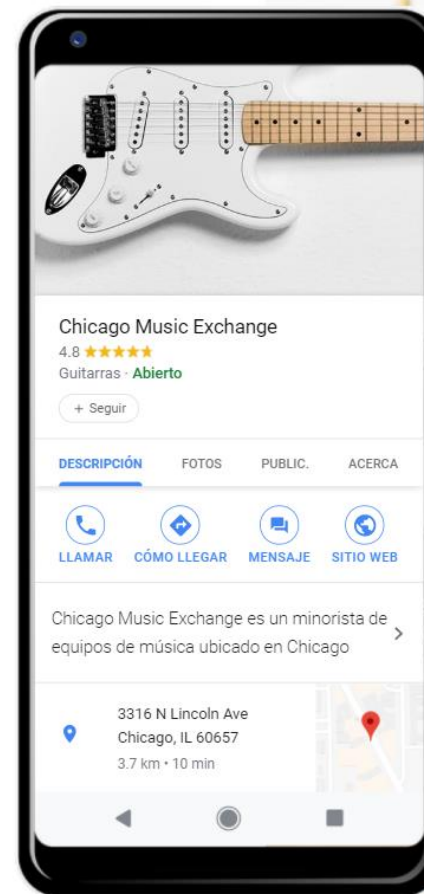 Chicago Music Exchange
4.8
Guitarras · Abierto
+ Seguir
DESCRIPCIÓN FOTOS PUBLIC. ACERCA
LLAMAR CÓMO LLEGAR MENSAJE SITIO WEB
Chicago Music Exchange es un minorista de
equipos de música ubicado en Chicago
3316 N Lincoln Ave
Chicago, IL 60657
3.7 km • 10 min